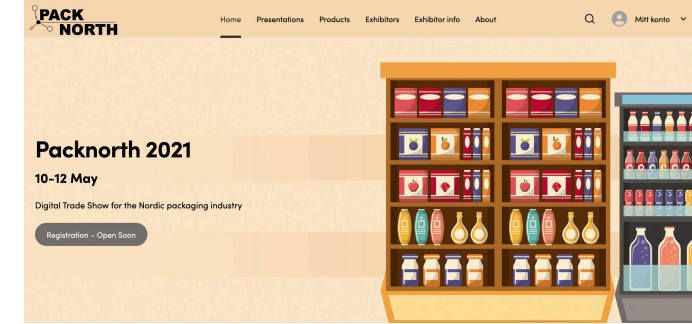 PACK
NORTH
Home Presentations Products Exhibitors Exhibitor info About Mitt konto
Packnorth 2021
10-12 May
Digital Trade Show for the Nordic packaging industry
Registration – Open Soon